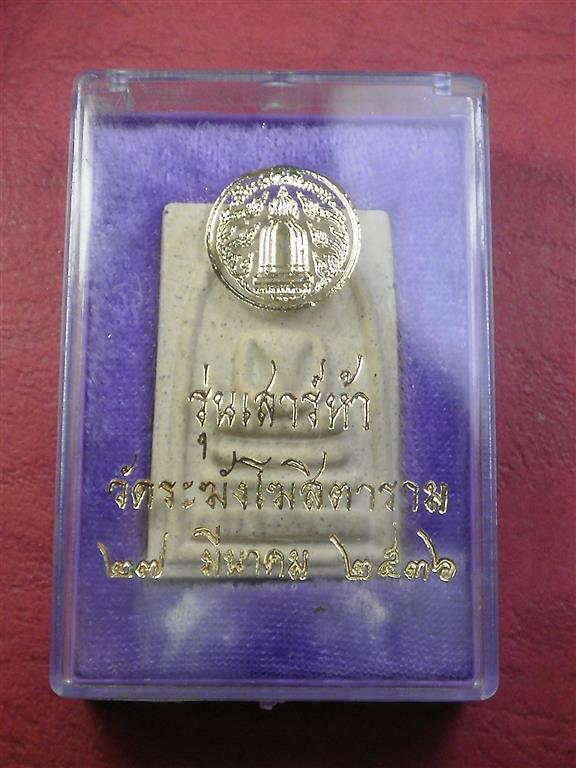 รุ่นเสาร์ห้า
วัดระฆังโฆสิตาราม
๒๗ มีนาคม ๒๕๓๖